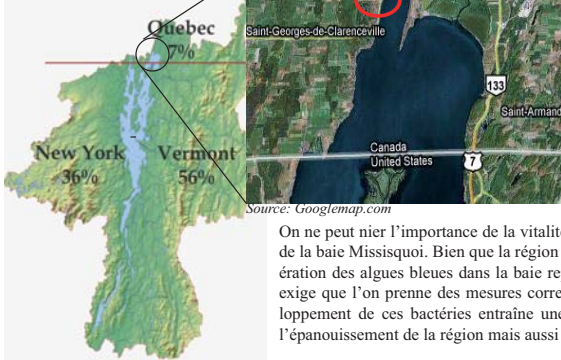 Quebec
7%
New York
36%
Vermont
56%
Saint-Georges-de-Clarenceville
133
Saint-Armand
Canada
United States
7
Source: Googlemap.com
On ne peut nier l’importance de la vitalité
de la baie Missisquoi. Bien que la région
ération des algues bleues dans la baie re
exige que l’on prenne des mesures corre
loppement de ces bactéries entraîne une
l’épanouissement de la région mais aussi